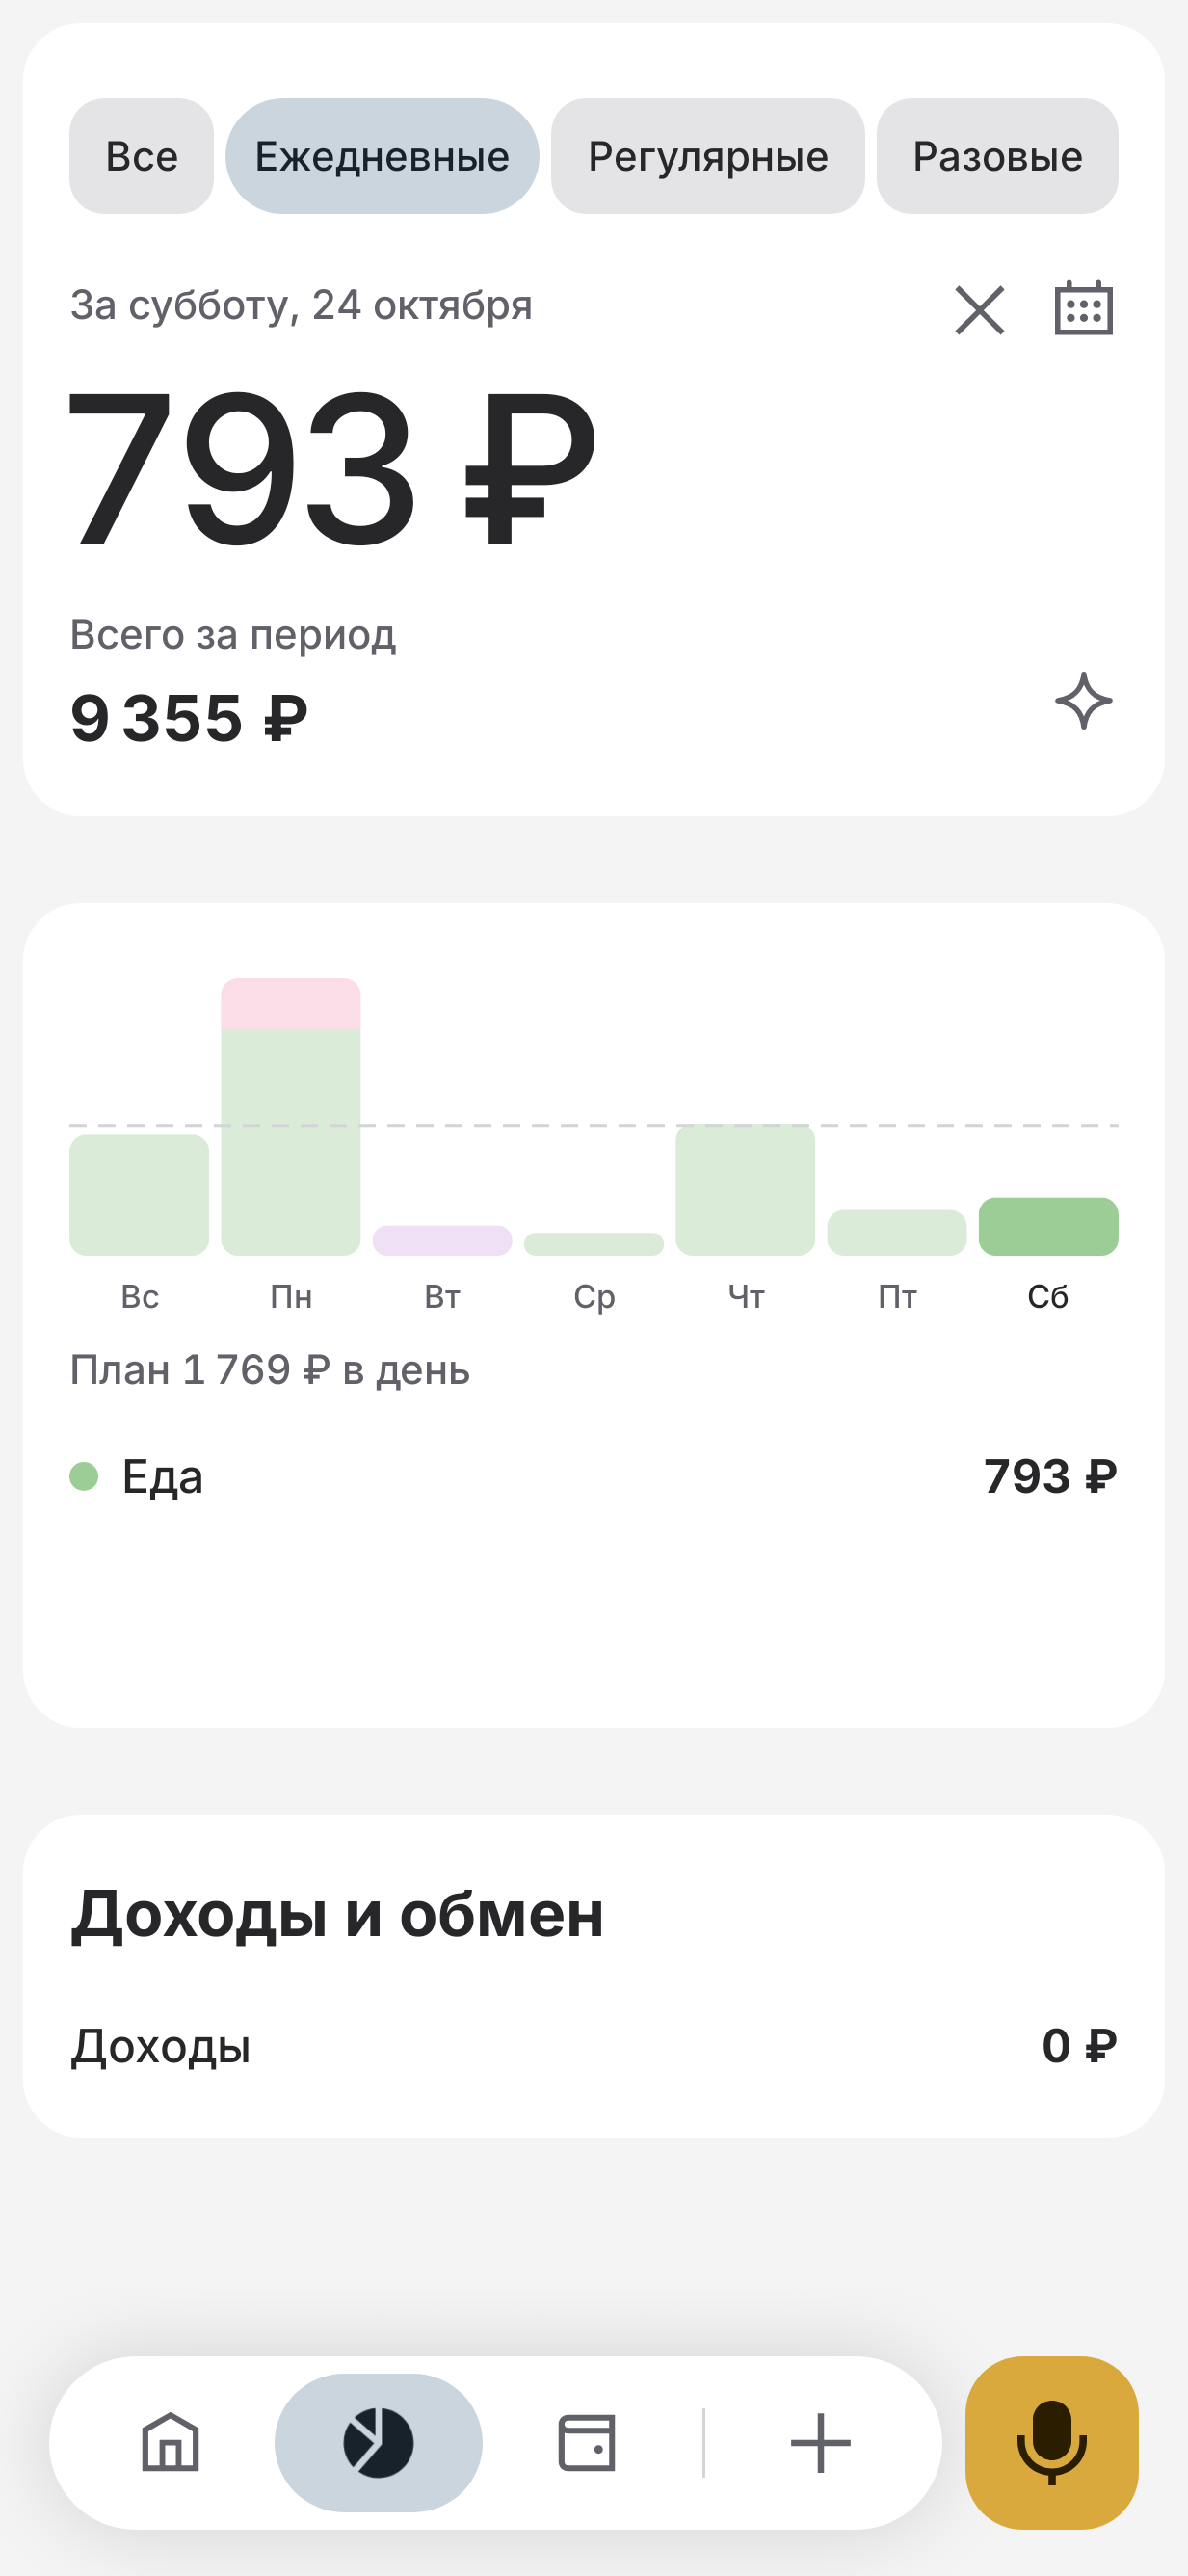 Все Ежедневные Регулярные Разовые
За субботу, 24 октября
793 ₽
Всего за период
9 355 ₽
Вс Пн Вт Ср Чт Пт Сб
План 1 769 ₽ в день
Еда 793 ₽
Доходы и обмен
Доходы 0 ₽